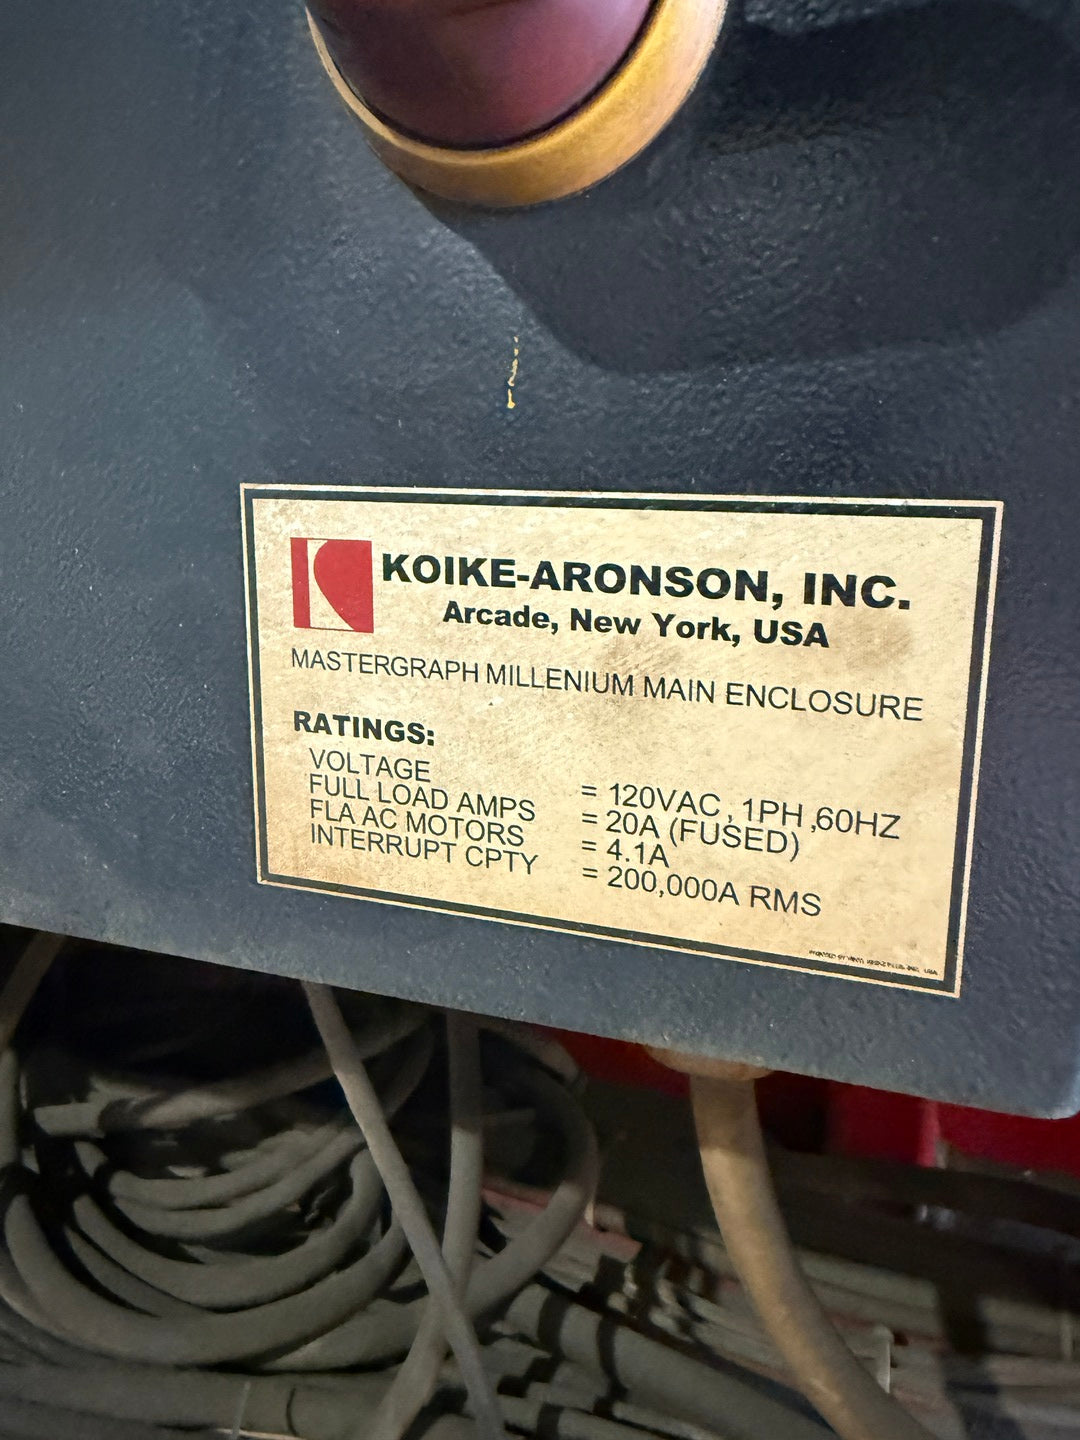 KOIKE-ARONSON, INC.
Arcade, New York, USA
MASTERGRAPH MILLENIUM MAIN ENCLOSURE
RATINGS:
VOLTAGE = 120VAC , 1PH ,60HZ
FULL LOAD AMPS = 20A (FUSED)
FLA AC MOTORS = 4.1A
INTERRUPT CPTY = 200,000A RMS